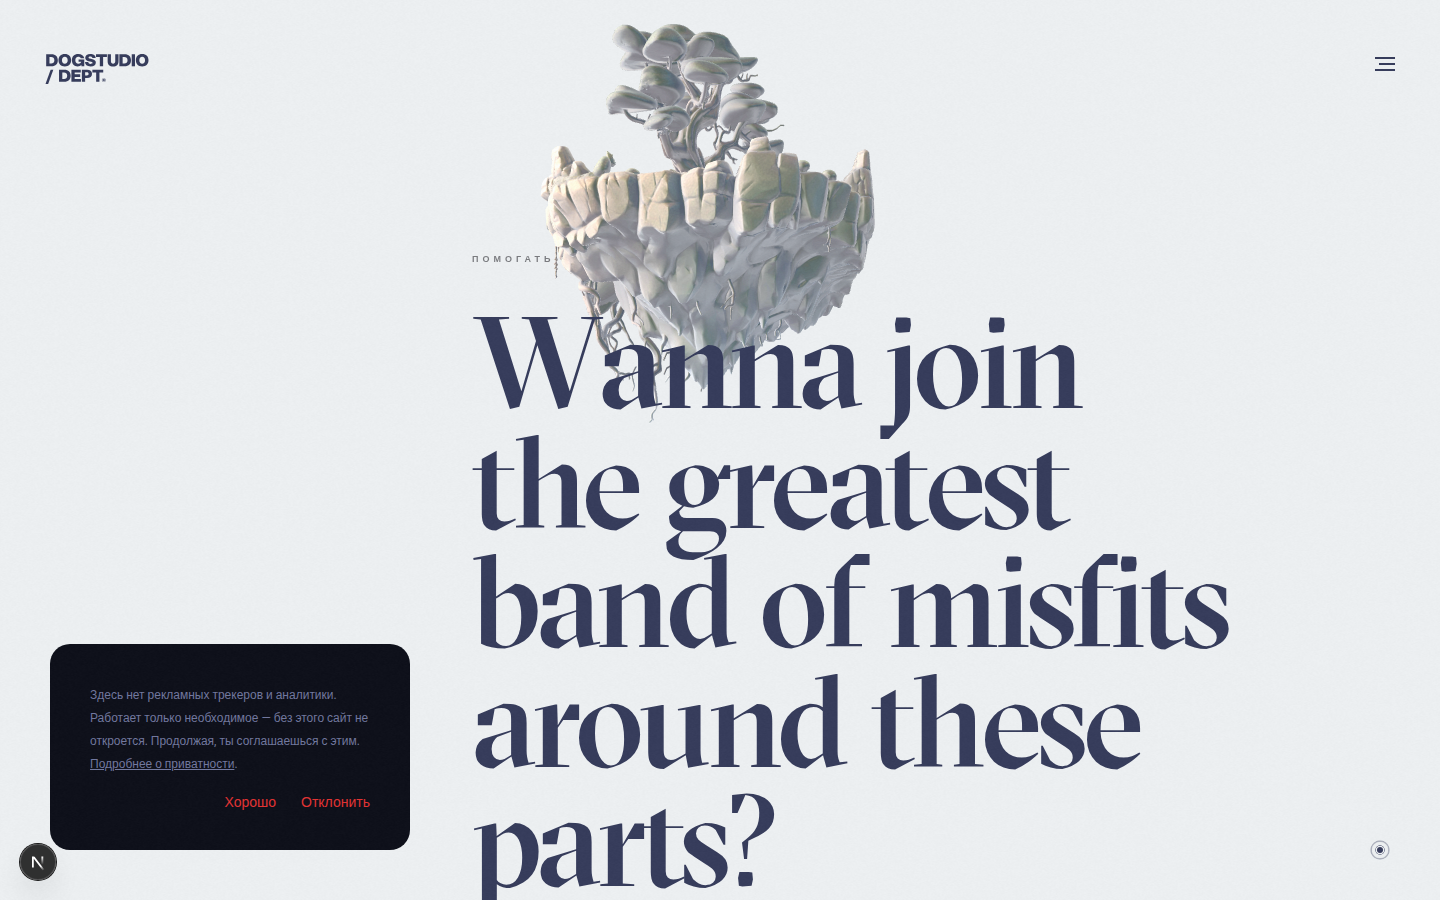 DOGSTUDIO
/ DEPT.
ПОМОГАТЬ
Wanna join
the greatest
band of misfits
around these
parts?
Здесь нет рекламных трекеров и аналитики.
Работает только необходимое — без этого сайт не
откроется. Продолжая, ты соглашаешься с этим.
Подробнее о приватности.
Хорошо Отклонить
N